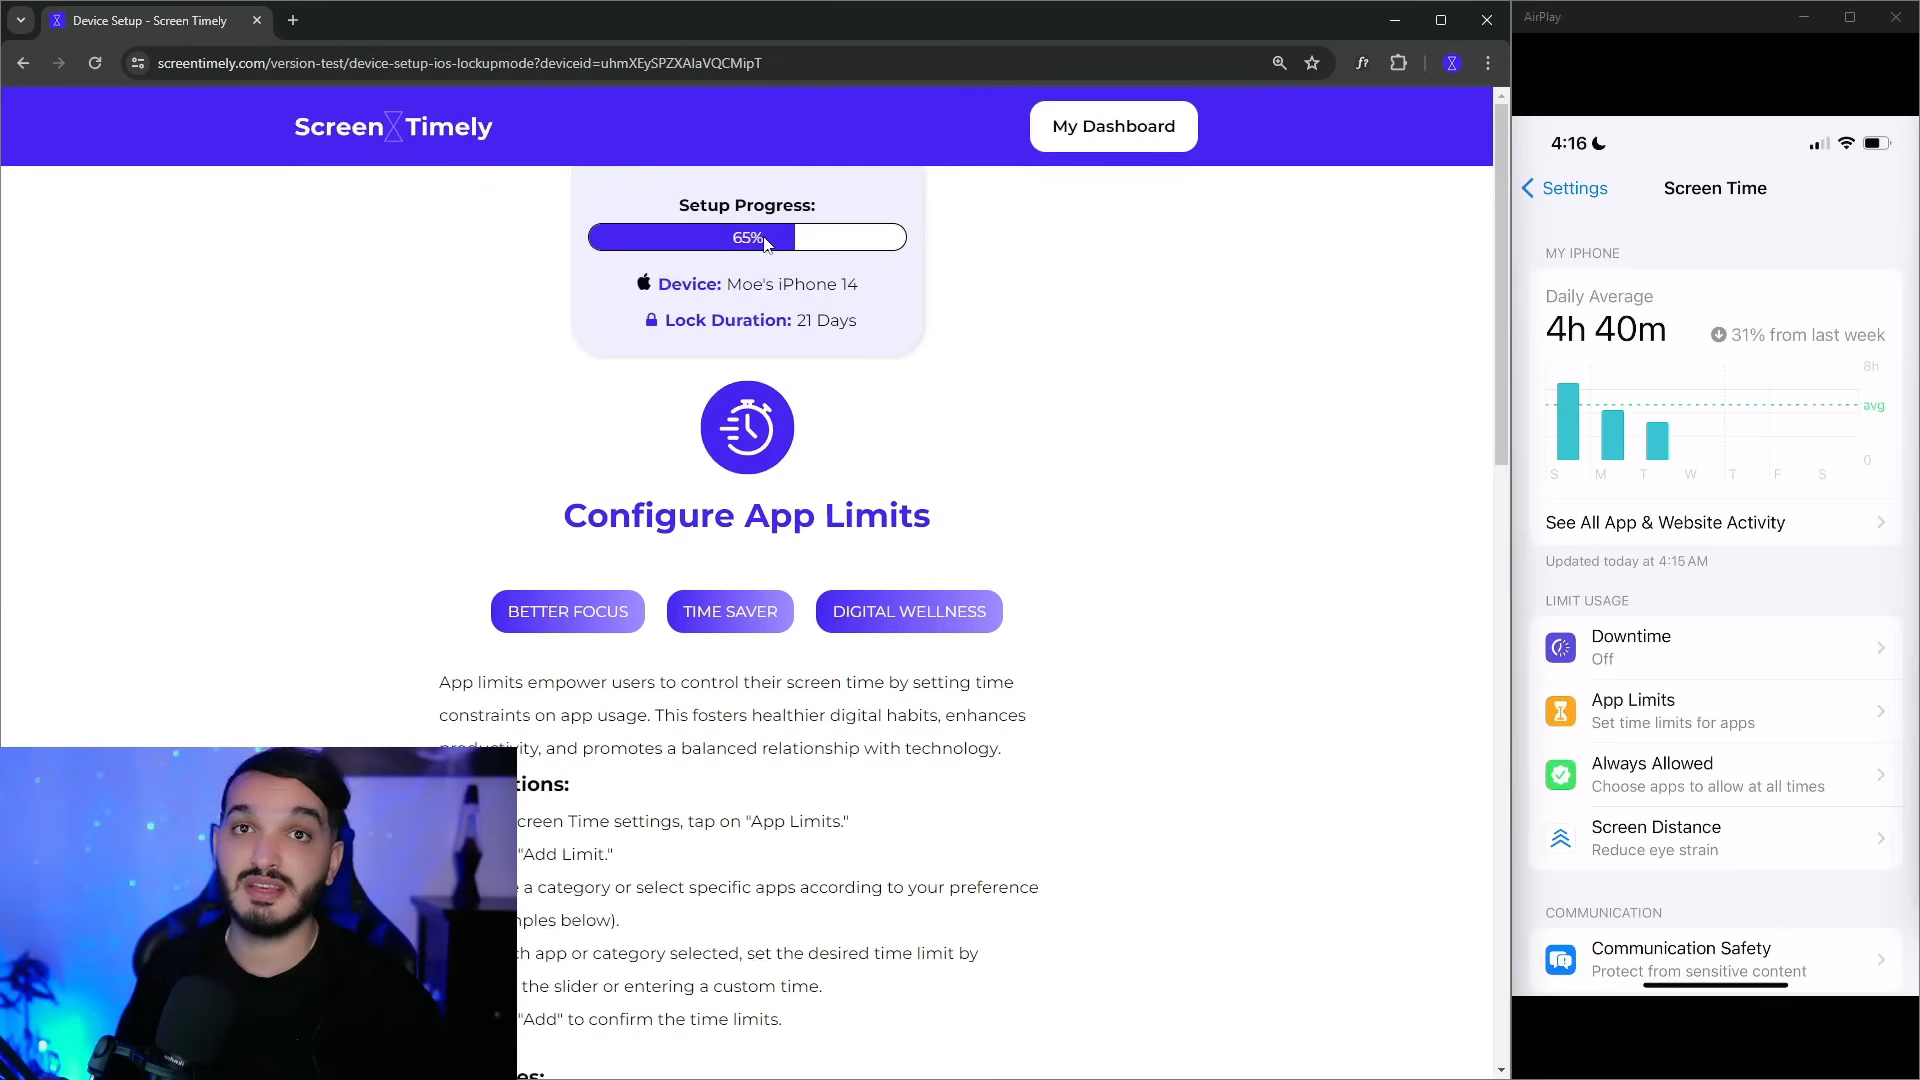 Device Setup - Screen Timely
screentimely.com/version-test/device-setup-ios-lockupmode?deviceid=uhmXEySPZXAIaVQCMipT
f?
Screen Timely
My Dashboard
Setup Progress:
65%
Device: Moe's iPhone 14
Lock Duration: 21 Days
Configure App Limits
BETTER FOCUS
TIME SAVER
DIGITAL WELLNESS
App limits empower users to control their screen time by setting time
constraints on app usage. This fosters healthier digital habits, enhances
productivity, and promotes a balanced relationship with technology.
tions:
creen Time settings, tap on "App Limits."
"Add Limit."
a category or select specific apps according to your preference
nples below).
ch app or category selected, set the desired time limit by
the slider or entering a custom time.
"Add" to confirm the time limits.
es:
AirPlay
4:16
Settings
Screen Time
MY IPHONE
Daily Average
4h 40m
31% from last week
8h
avg
0
S M T W T F S
See All App & Website Activity
Updated today at 4:15 AM
LIMIT USAGE
Downtime
Off
App Limits
Set time limits for apps
Always Allowed
Choose apps to allow at all times
Screen Distance
Reduce eye strain
COMMUNICATION
Communication Safety
Protect from sensitive content